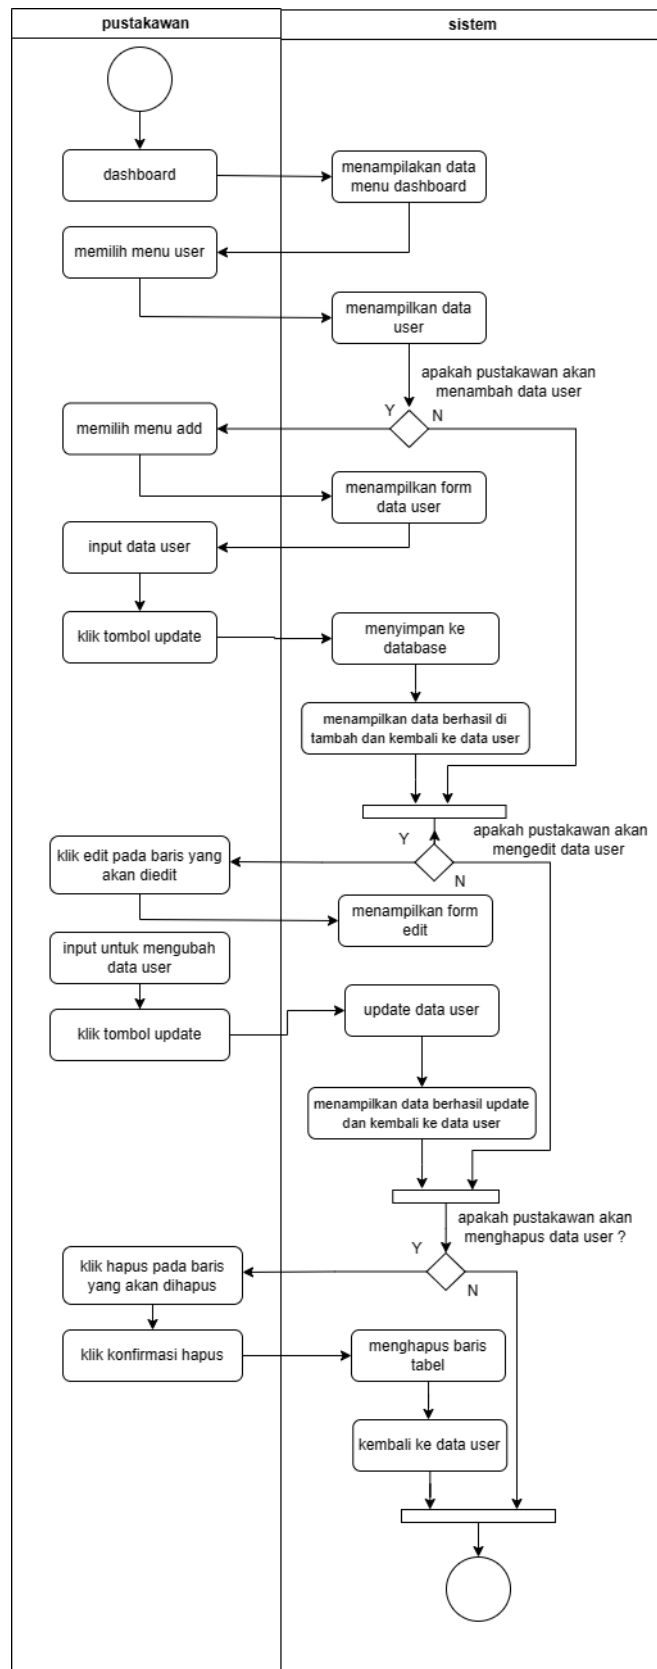 pustakawan
sistem
dashboard
menampilakan data
menu dashboard
memilih menu user
menampilkan data
user
apakah pustakawan akan
menambah data user
Y
N
memilih menu add
menampilkan form
data user
input data user
klik tombol update
menyimpan ke
database
menampilkan data berhasil di
tambah dan kembali ke data user
apakah pustakawan akan
mengedit data user
Y
N
klik edit pada baris yang
akan diedit
menampilkan form
edit
input untuk mengubah
data user
klik tombol update
update data user
menampilkan data berhasil update
dan kembali ke data user
apakah pustakawan akan
menghapus data user ?
Y
N
klik hapus pada baris
yang akan dihapus
klik konfirmasi hapus
menghapus baris
tabel
kembali ke data user